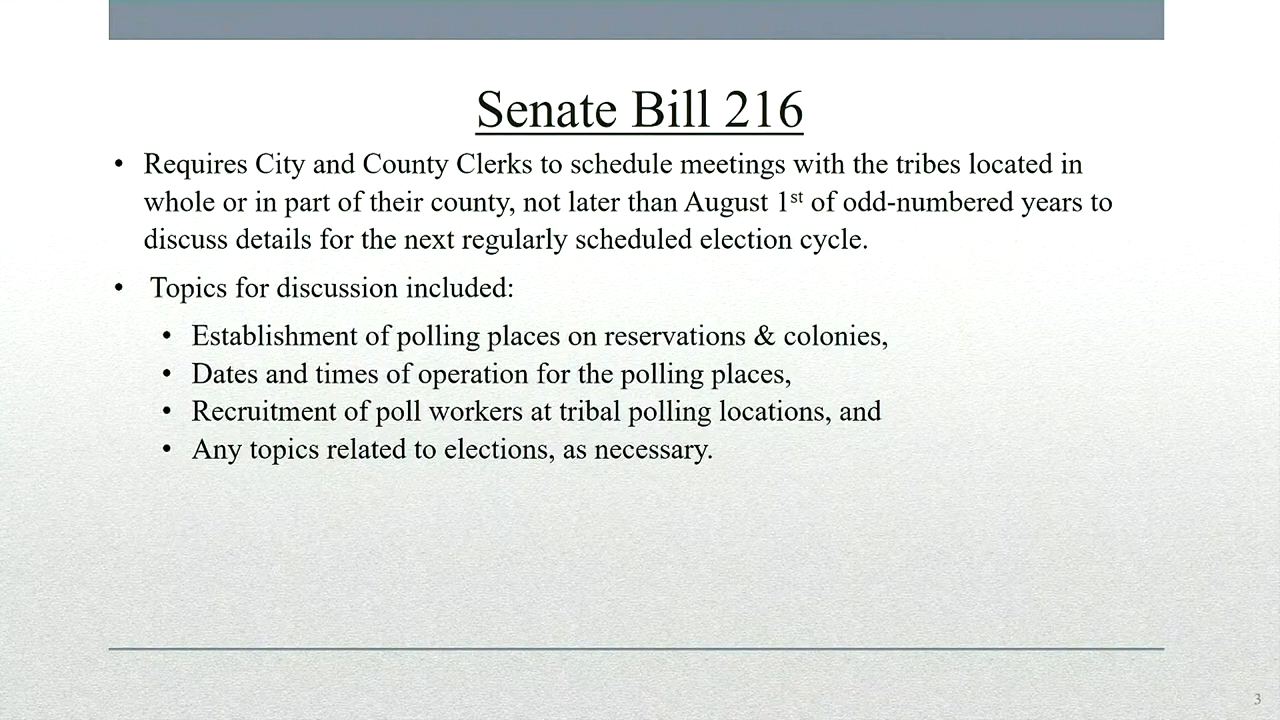 Senate Bill 216
• Requires City and County Clerks to schedule meetings with the tribes located in
whole or in part of their county, not later than August 1st of odd-numbered years to
discuss details for the next regularly scheduled election cycle.
• Topics for discussion included:
• Establishment of polling places on reservations & colonies,
• Dates and times of operation for the polling places,
• Recruitment of poll workers at tribal polling locations, and
• Any topics related to elections, as necessary.
3